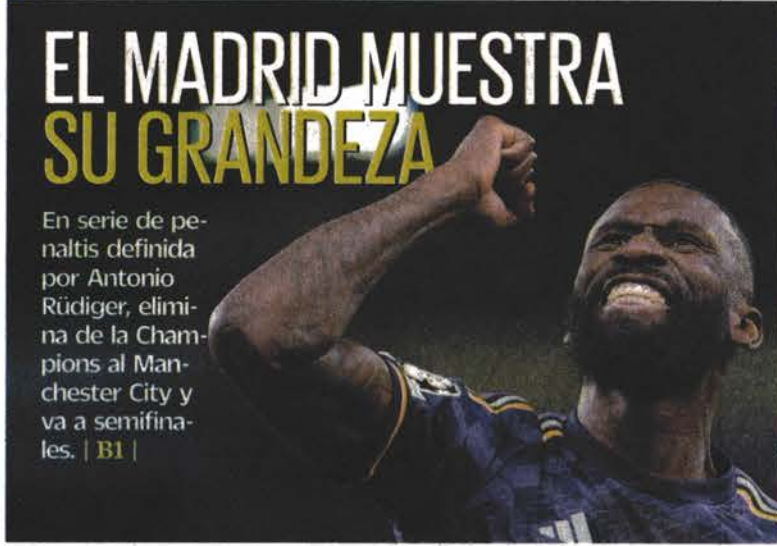 EL MADRID MUESTRA
SU GRANDEZA
En serie de pe-
naltis definida
por Antonio
Rüdiger, elimi-
na de la Cham-
pions al Man-
chester City y
va a semifina-
les. | B1 |